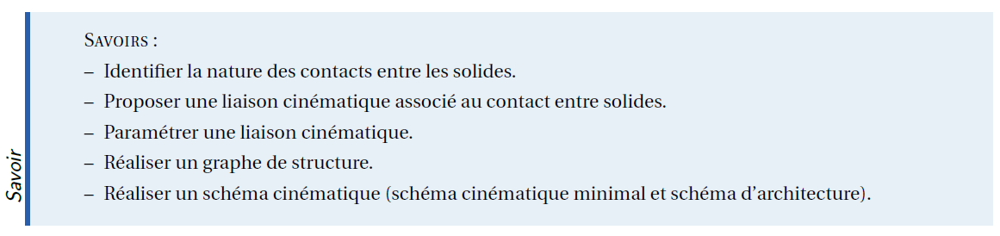 SAVOIRS :
– Identifier la nature des contacts entre les solides.
– Proposer une liaison cinématique associé au contact entre solides.
– Paramétrer une liaison cinématique.
– Réaliser un graphe de structure.
– Réaliser un schéma cinématique (schéma cinématique minimal et schéma d'architecture).
Savoir